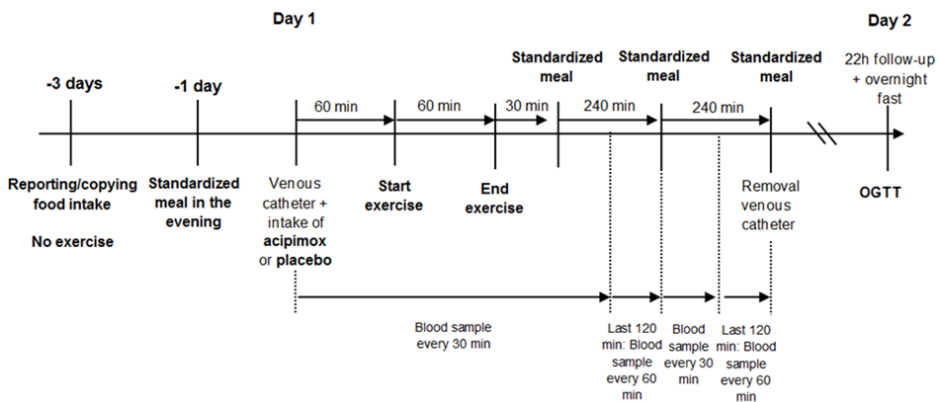 Day 1
Day 2
-3 days
-1 day
Standardized
meal
Standardized
meal
Standardized
meal
22h follow-up
+ overnight
fast
60 min
60 min
30 min
240 min
240 min
Reporting/copying
food intake
No exercise
Standardized
meal in the
evening
Venous
catheter +
intake of
acipimox
or placebo
Start
exercise
End
exercise
Removal
venous
catheter
OGTT
Blood sample
every 30 min
Last 120
min: Blood
sample
every 60
min
Blood
sample
every 30
min
Last 120
min: Blood
sample
every 60
min